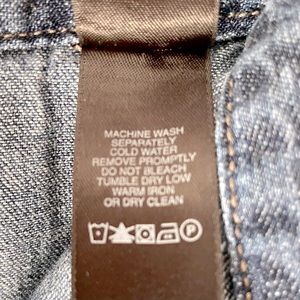 MACHINE WASH
SEPARATELY
COLD WATER
REMOVE PROMPTLY
DO NOT BLEACH
TUMBLE DRY LOW
WARM IRON
OR DRY CLEAN
P